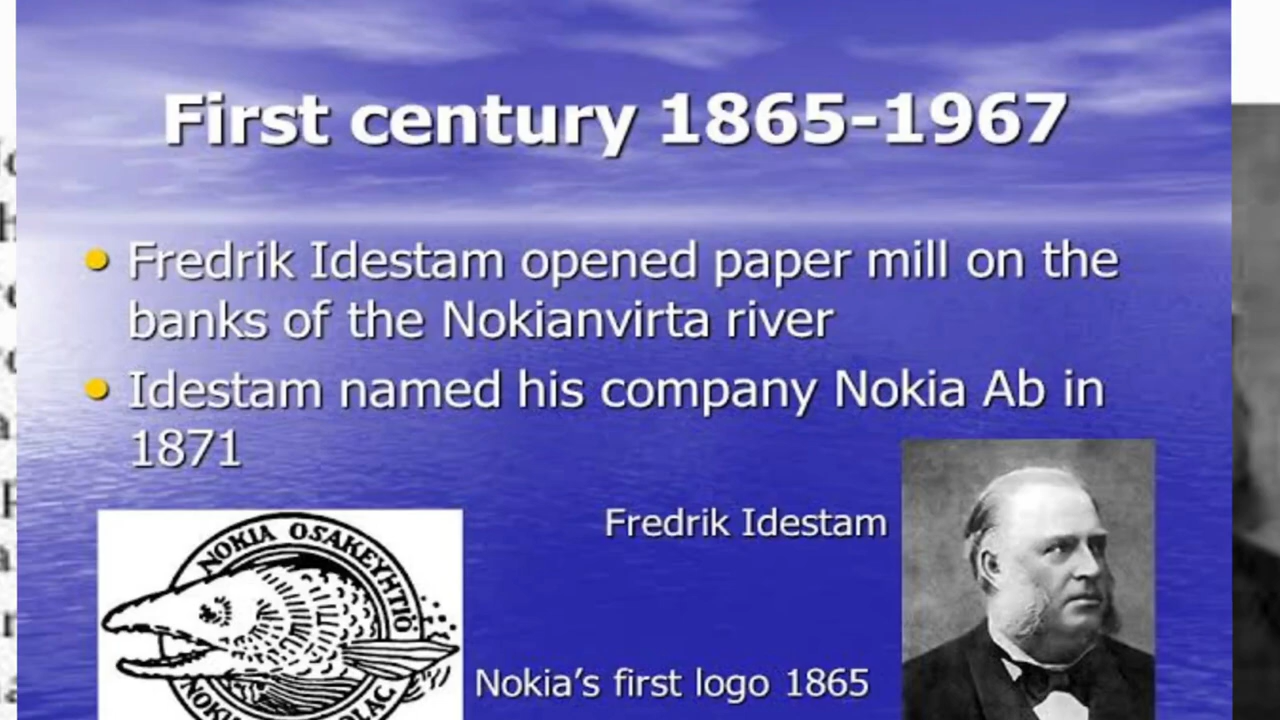 First century 1865-1967
Fredrik Idestam opened paper mill on the
banks of the Nokianvirta river
Idestam named his company Nokia Ab in
1871
Fredrik Idestam
NOKIA OSAKEYHTIÖ
Nokia’s first logo 1865